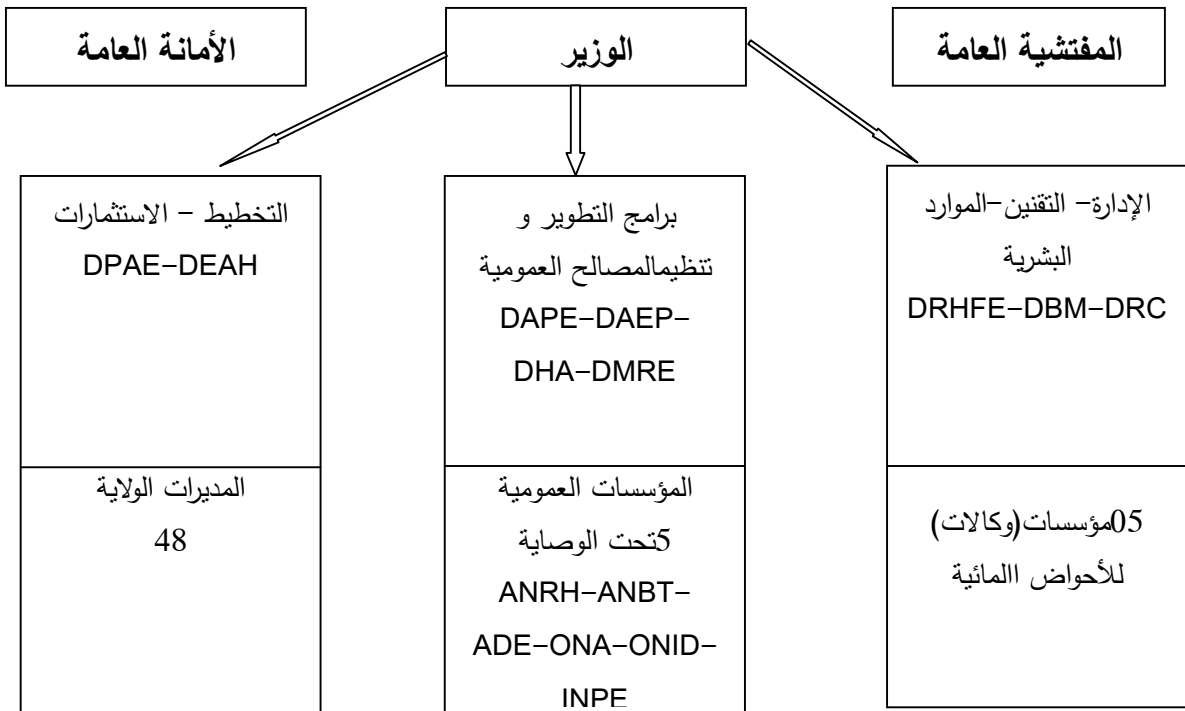 المفتشية العامة
الوزير
الأمانة العامة
الإدارة– التقنين–الموارد
البشرية
DRHFE–DBM–DRC
برامج التطوير و
تنظيمالمصالح العمومية
DAPE–DAEP–
DHA–DMRE
التخطيط – الاستثمارات
DPAE–DEAH
05مؤسسات(وكالات)
للأحواض االمائية
المؤسسات العمومية
5تحت الوصاية
ANRH–ANBT–
ADE–ONA–ONID–
INPE
المديرات الولاية
48